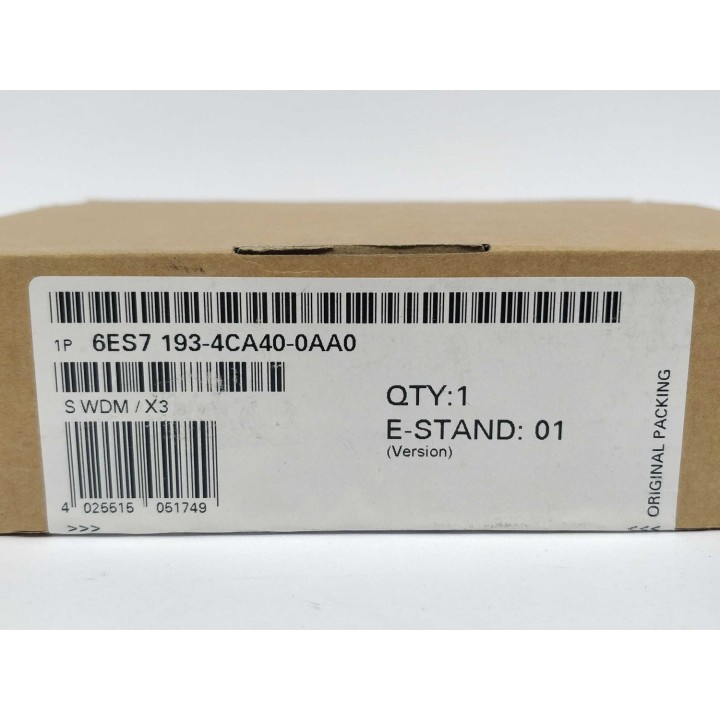 1P 6ES7 193-4CA40-0AA0
S WDM / X3
QTY:1
E-STAND: 01
(Version)
4 025515 051749
>>> <<<
ORIGINAL PACKING